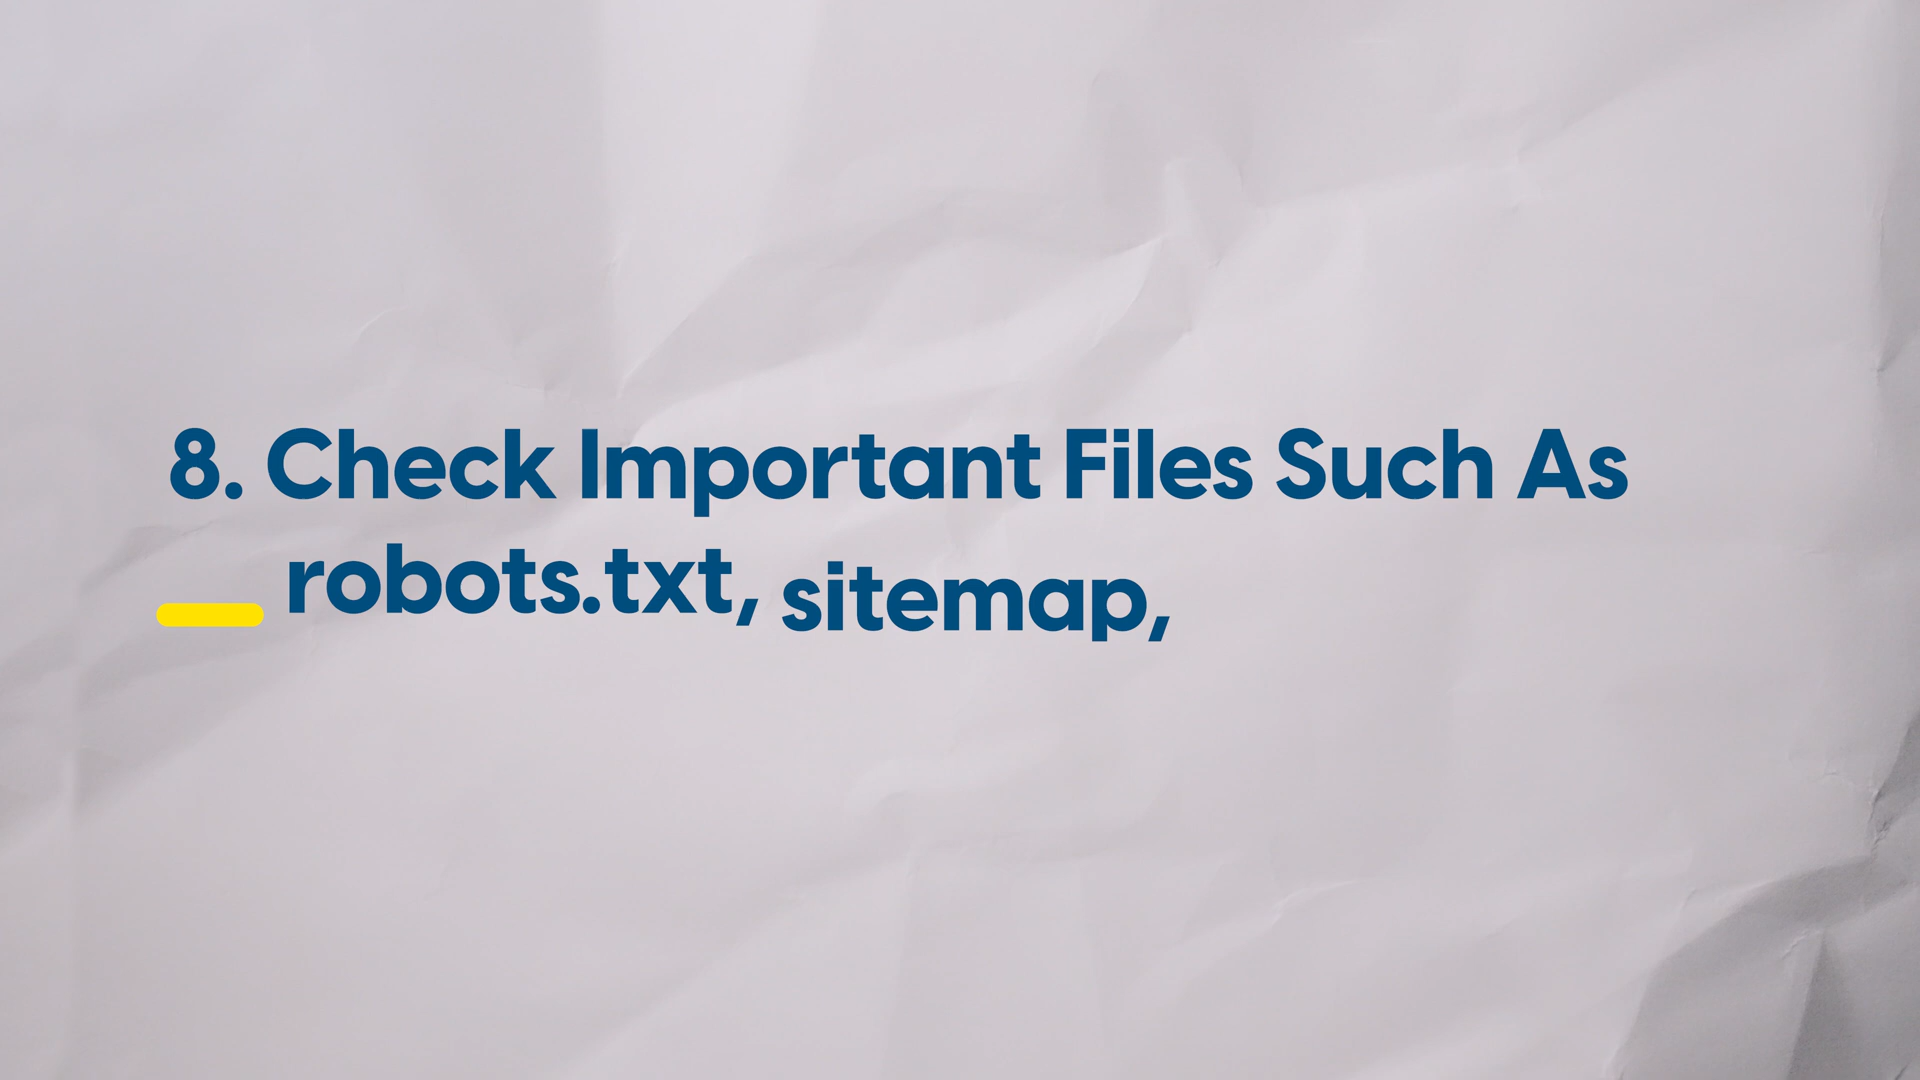 8. Check Important Files Such As
robots.txt, sitemap,